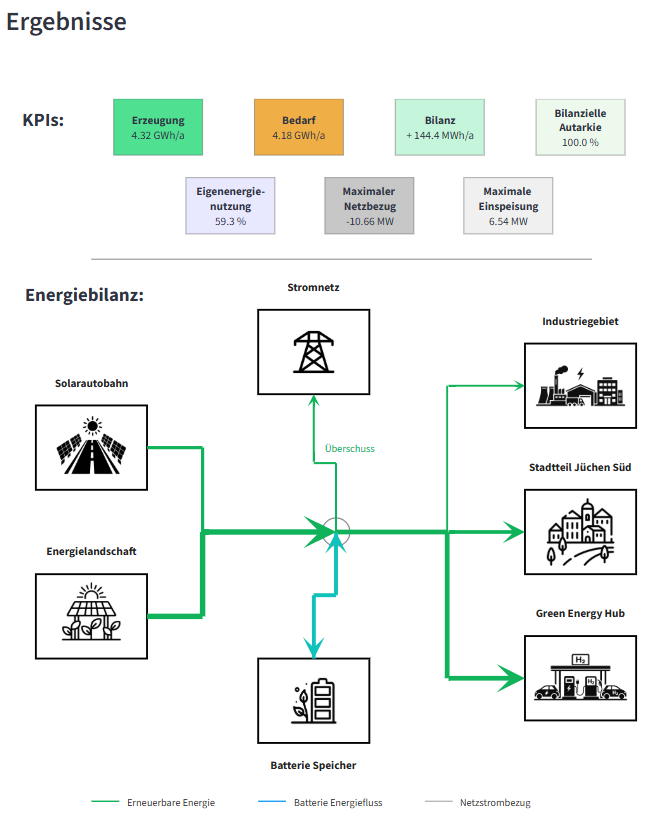 Ergebnisse
KPIs:
Erzeugung
4.32 GWh/a
Bedarf
4.18 GWh/a
Bilanz
+ 144.4 MWh/a
Bilanzielle
Autarkie
100.0 %
Eigenenergie-
nutzung
59.3 %
Maximaler
Netzbezug
-10.66 MW
Maximale
Einspeisung
6.54 MW
Energiebilanz:
Stromnetz
Industriegebiet
Solarautobahn
Überschuss
Stadtteil Jüchen Süd
Energielandschaft
Green Energy Hub
H₂
H₂
Batterie Speicher
Erneuerbare Energie
Batterie Energiefluss
Netzstrombezug